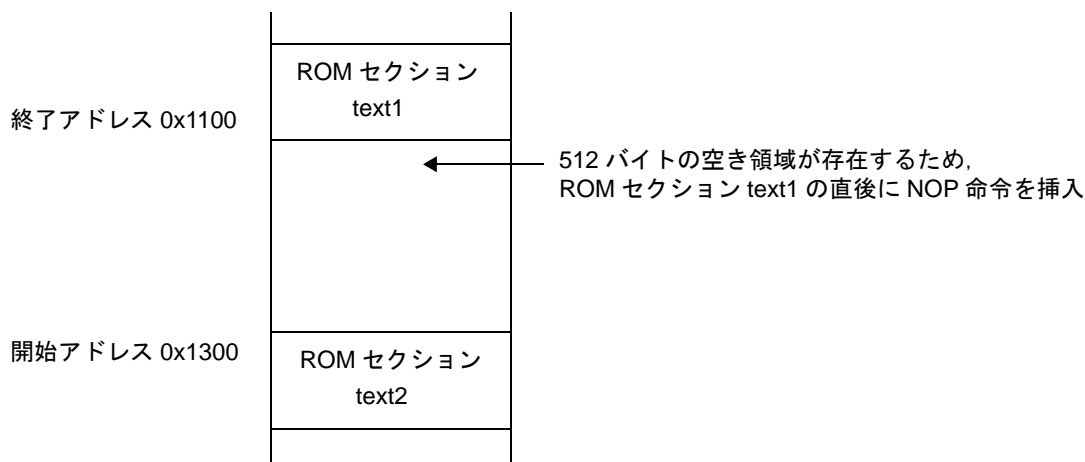 ROM セクション
text1
終了アドレス 0x1100
512 バイトの空き領域が存在するため,
ROM セクション text1 の直後に NOP 命令を挿入
開始アドレス 0x1300
ROM セクション
text2